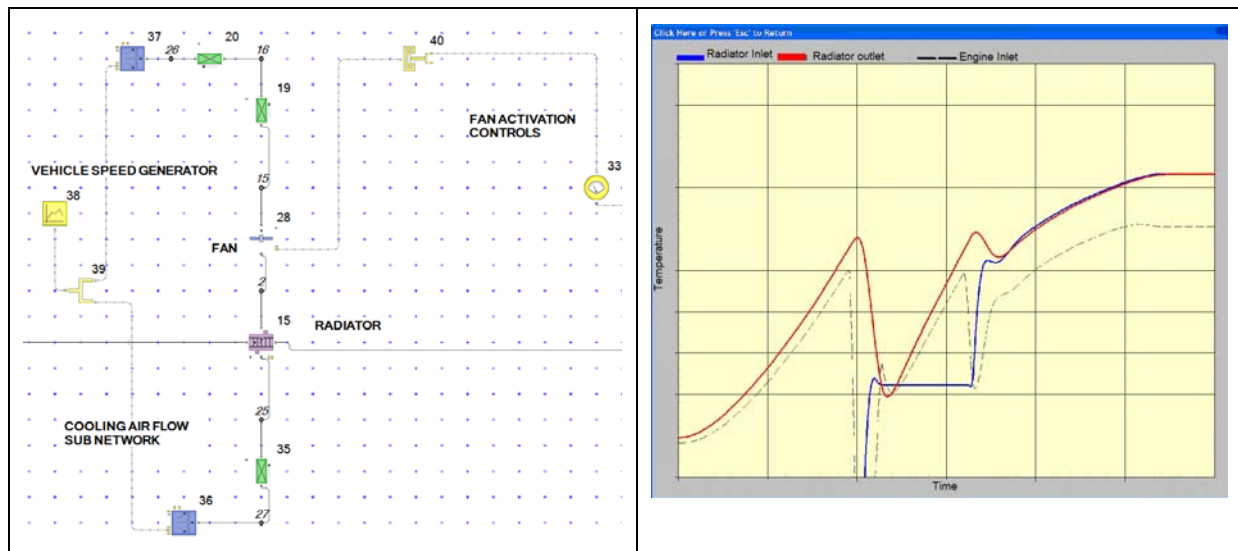 37
26
20
16
40
19
FAN ACTIVATION
CONTROLS
33
VEHICLE SPEED GENERATOR
38
15
28
FAN
39
2
15
RADIATOR
25
COOLING AIR FLOW
SUB NETWORK
35
36
27
Click Here or Press 'Esc' to Return
Radiator Inlet
Radiator outlet
Engine Inlet
Temperature
Time